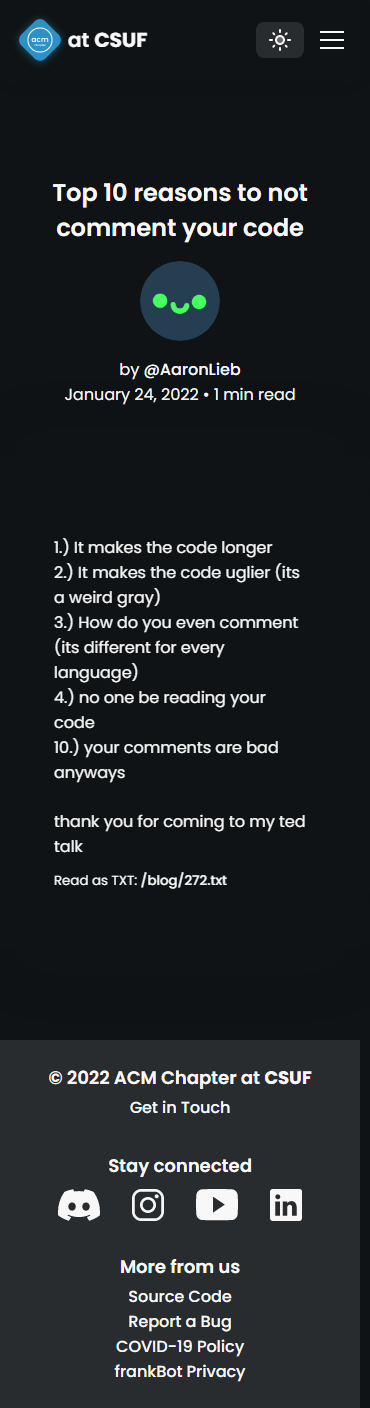 acm
chapter
at CSUF
Top 10 reasons to not
comment your code
by @AaronLieb
January 24, 2022 • 1 min read
1.) It makes the code longer
2.) It makes the code uglier (its
a weird gray)
3.) How do you even comment
(its different for every
language)
4.) no one be reading your
code
10.) your comments are bad
anyways
thank you for coming to my ted
talk
Read as TXT: /blog/272.txt
© 2022 ACM Chapter at CSUF
Get in Touch
Stay connected
More from us
Source Code
Report a Bug
COVID-19 Policy
frankBot Privacy